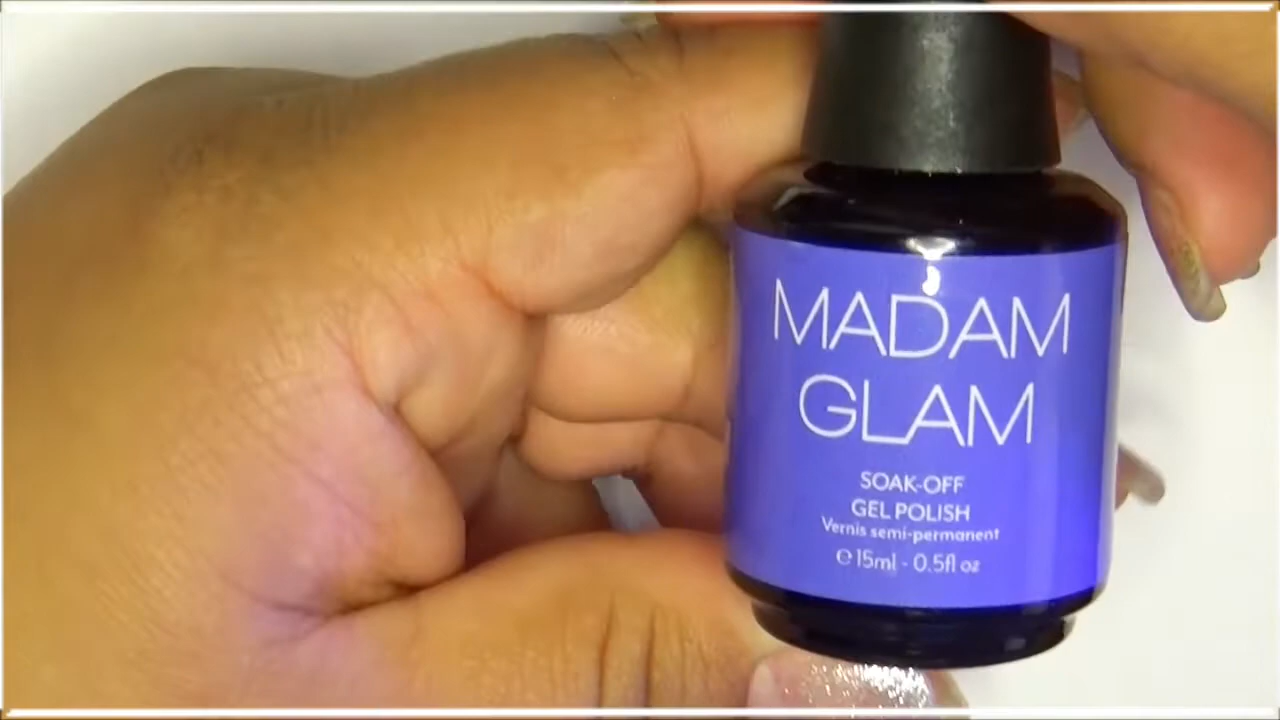 MADAM
GLAM
SOAK-OFF
GEL POLISH
Vernis semi-permanent
℮ 15ml - 0.5fl oz